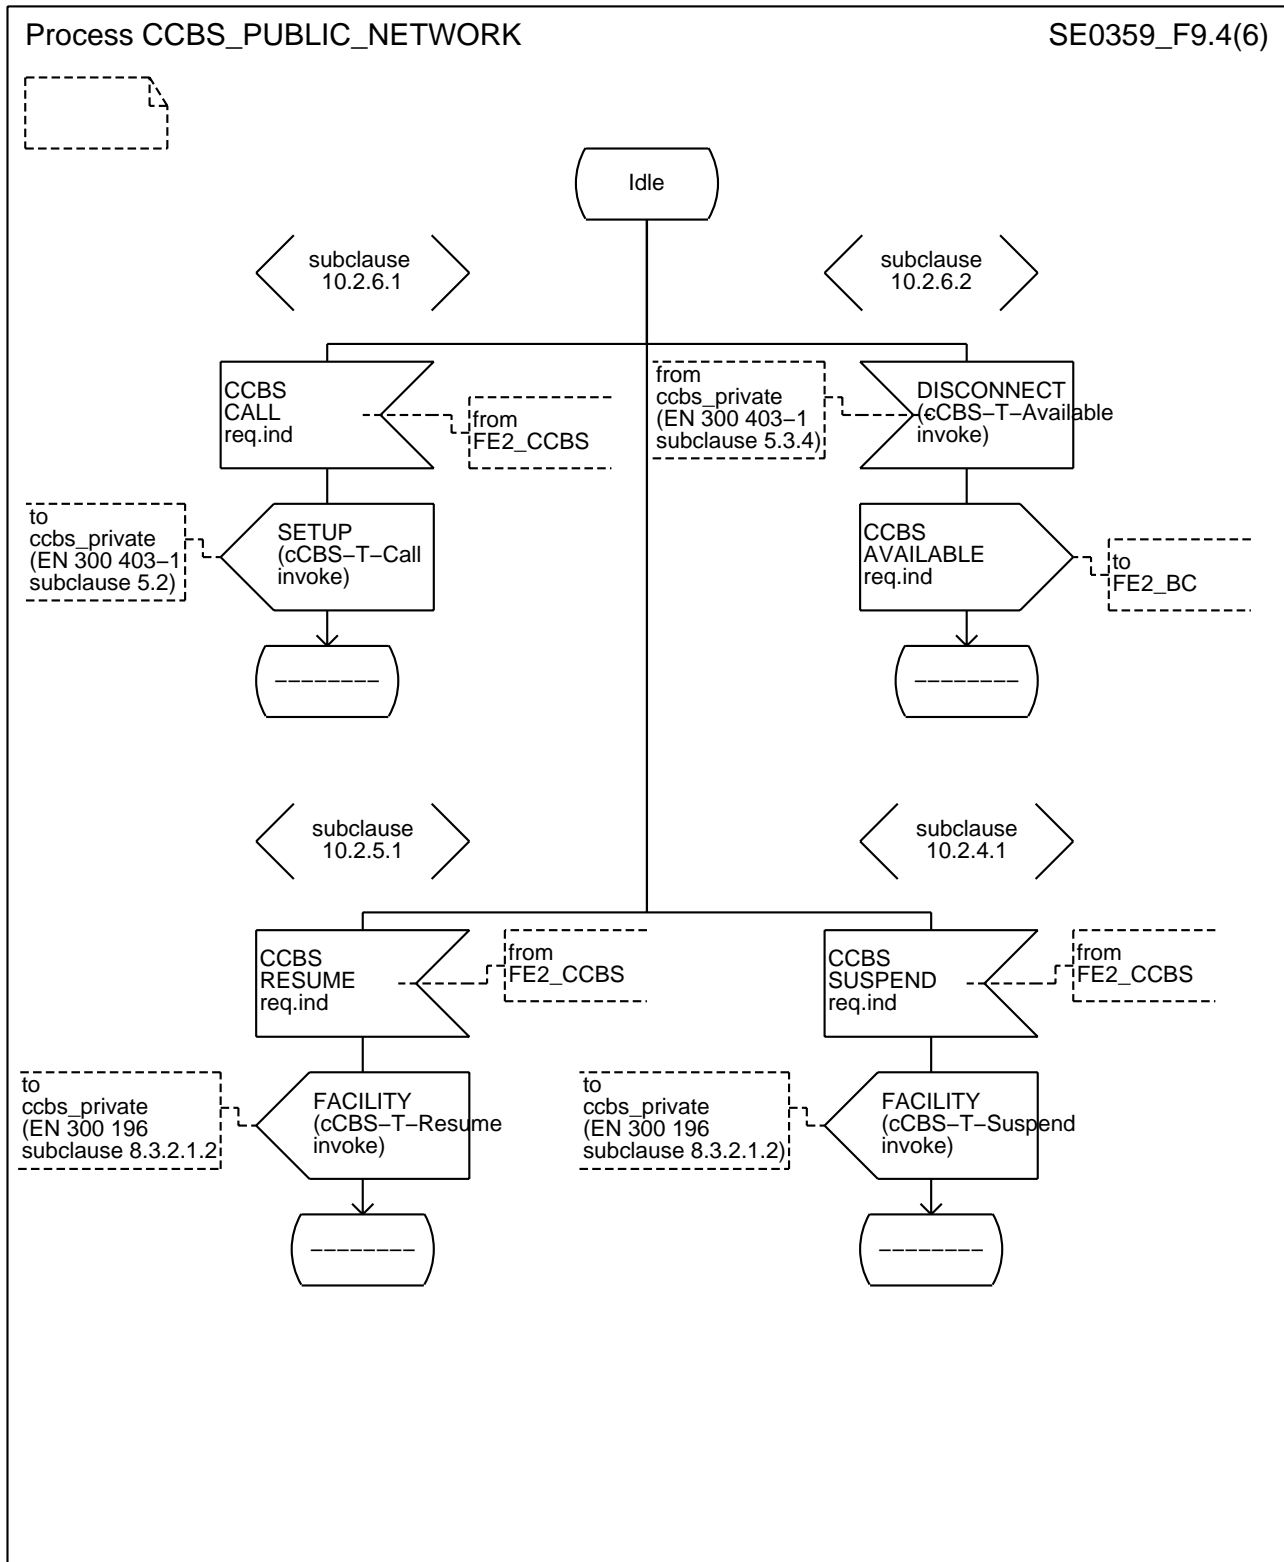 Process CCBS_PUBLIC_NETWORK
SE0359_F9.4(6)
Idle
subclause
10.2.6.1
subclause
10.2.6.2
CCBS
CALL
req.ind
from
FE2_CCBS
from
ccbs_private
(EN 300 403–1
subclause 5.3.4)
DISCONNECT
(cCBS–T–Available
invoke)
to
ccbs_private
(EN 300 403–1
subclause 5.2)
SETUP
(cCBS–T–Call
invoke)
CCBS
AVAILABLE
req.ind
to
FE2_BC
––––––––
––––––––
subclause
10.2.5.1
subclause
10.2.4.1
CCBS
RESUME
req.ind
from
FE2_CCBS
CCBS
SUSPEND
req.ind
from
FE2_CCBS
to
ccbs_private
(EN 300 196
subclause 8.3.2.1.2
FACILITY
(cCBS–T–Resume
invoke)
to
ccbs_private
(EN 300 196
subclause 8.3.2.1.2)
FACILITY
(cCBS–T–Suspend
invoke)
––––––––
––––––––